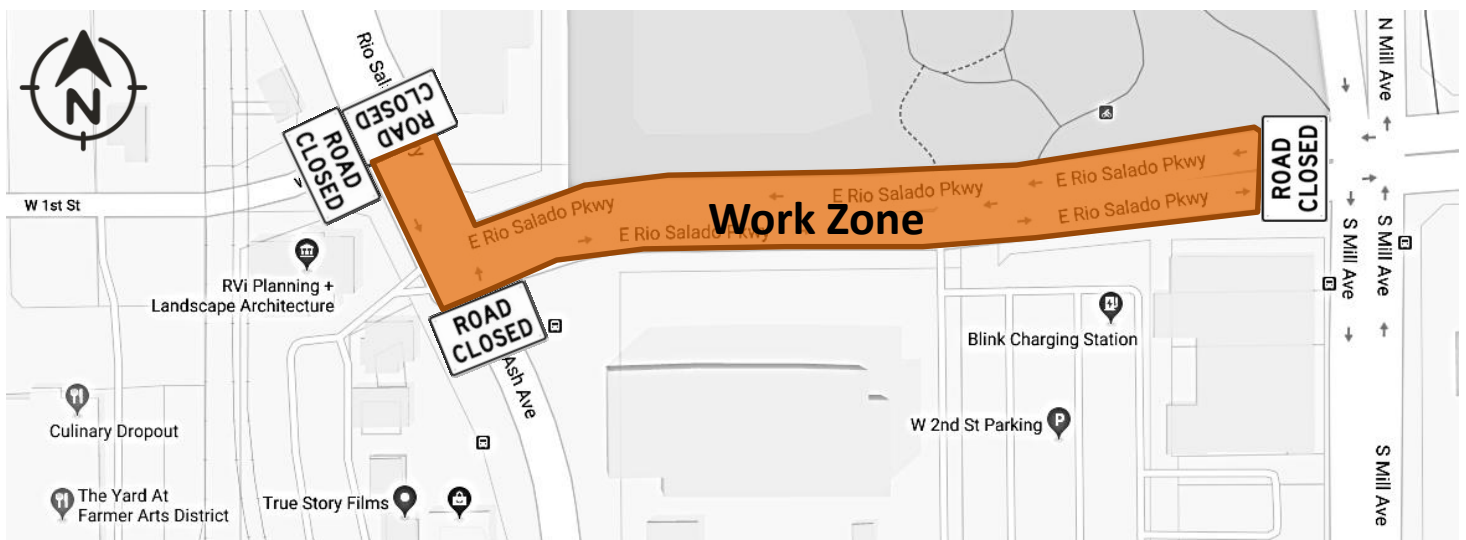 N
Rio Sal
ROAD
CLOSED
ROAD
CLOSED
y
W 1st St
E Rio Salado Pkwy
E Rio Salado Pkwy
E Rio Salado Pkwy
E Rio Salado Pkwy
E Rio Salado Pkwy
Work Zone
ROAD
CLOSED
N Mill Ave
S Mill Ave
S Mill Ave
S Mill Ave
RVi Planning +
Landscape Architecture
ROAD
CLOSED
Ash Ave
Blink Charging Station
Culinary Dropout
W 2nd St Parking
P
The Yard At
Farmer Arts District
True Story Films